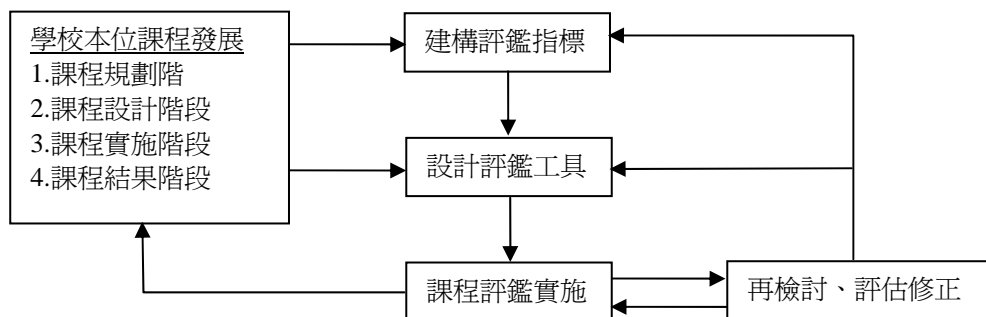 學校本位課程發展
1.課程規劃階
2.課程設計階段
3.課程實施階段
4.課程結果階段
建構評鑑指標
設計評鑑工具
課程評鑑實施
再檢討、評估修正